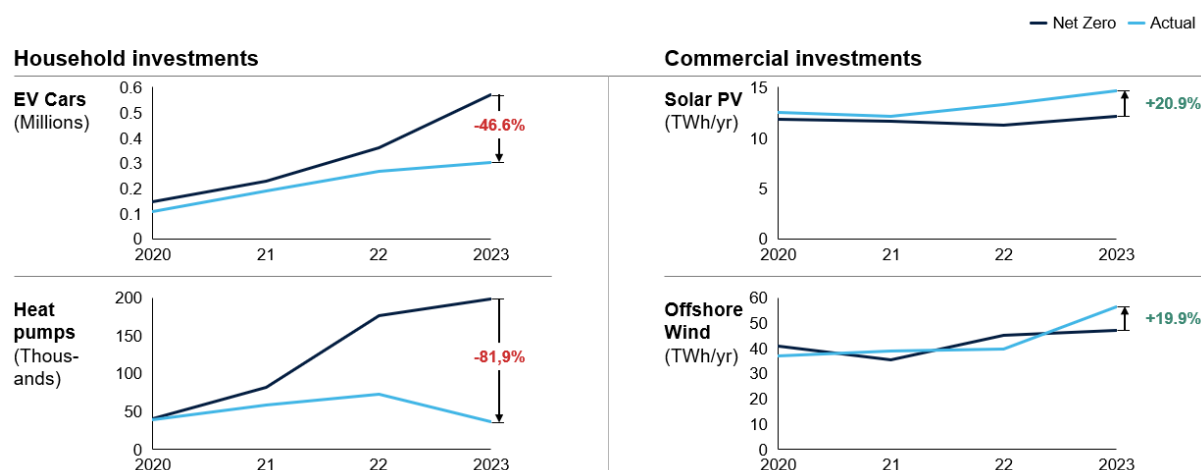 Net Zero Actual
Household investments
EV Cars
(Millions)
0.6
0.5
0.4
0.3
0.2
0.1
0
2020 21 22 2023
-46.6%
Heat
pumps
(Thous-
ands)
200
150
100
50
0
2020 21 22 2023
-81,9%
Commercial investments
Solar PV
(TWh/yr)
15
10
5
0
2020 21 22 2023
+20.9%
Offshore
Wind
(TWh/yr)
60
50
40
30
20
10
0
2020 21 22 2023
+19.9%